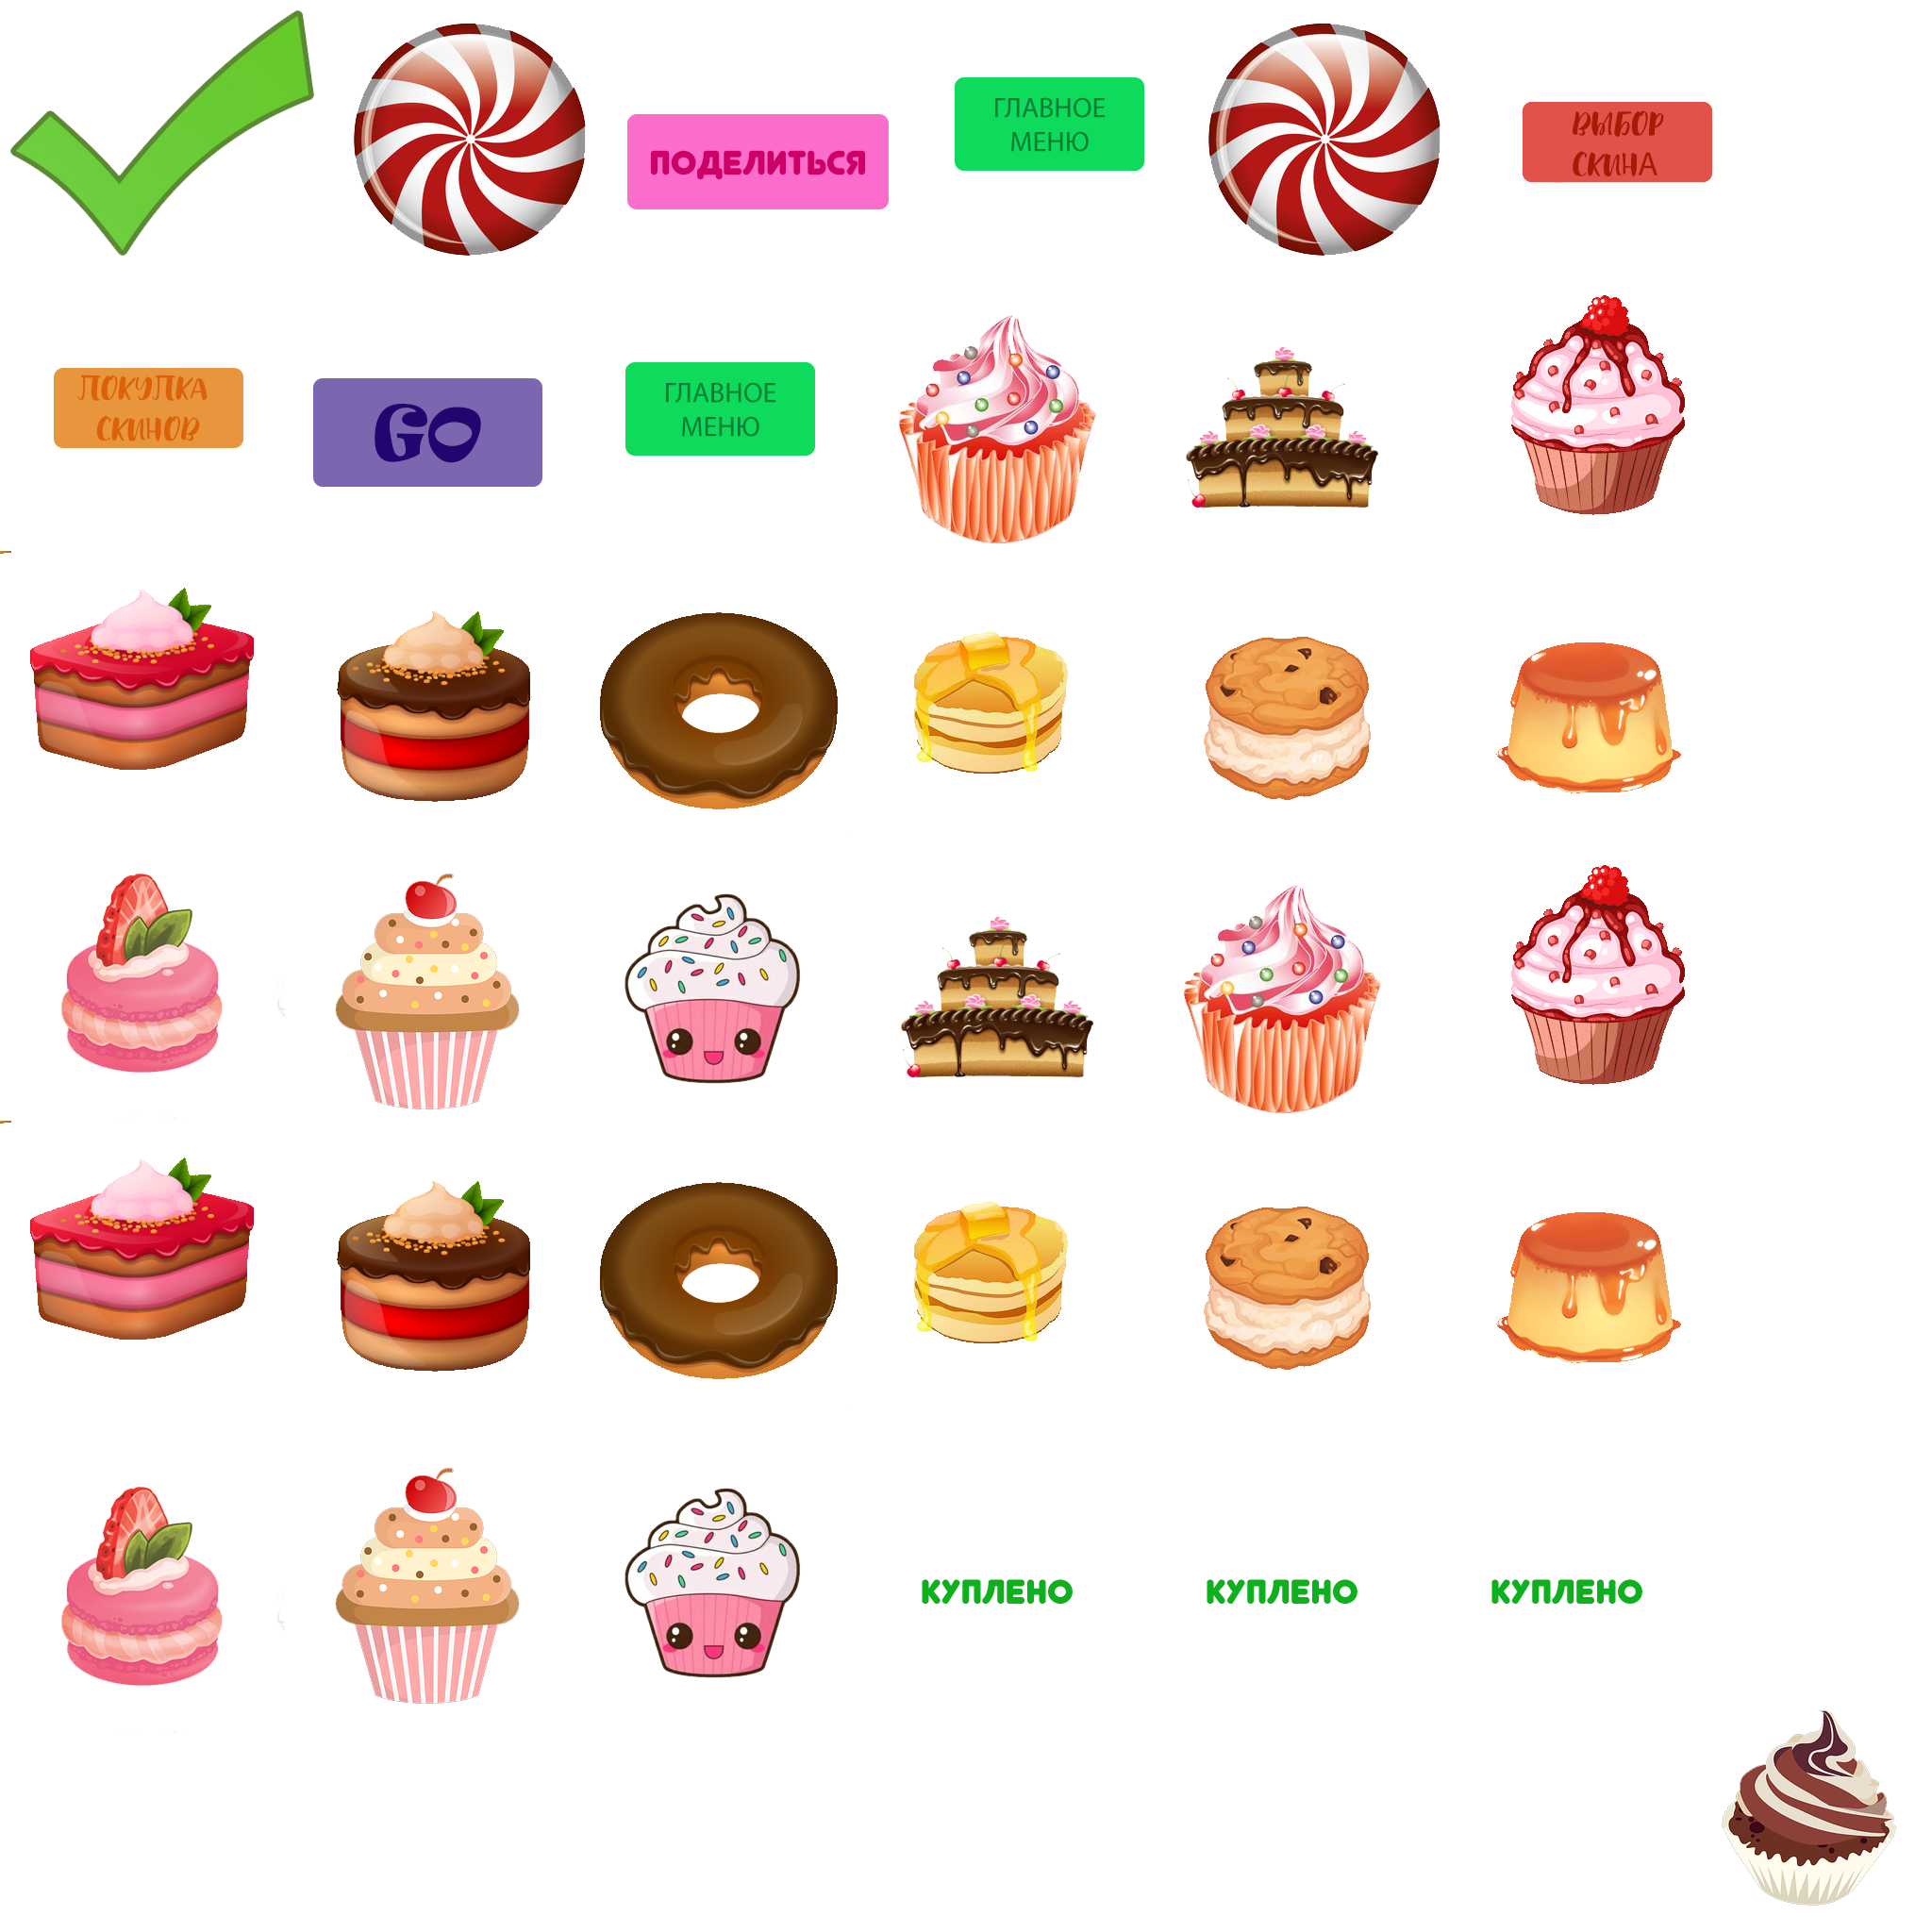 ПОДЕЛИТЬСЯ
ГЛАВНОЕ
МЕНЮ
ВЫБОР
СКИНА
ПОКУПКА
СКИНОВ
GO
ГЛАВНОЕ
МЕНЮ
КУПЛЕНО
КУПЛЕНО
КУПЛЕНО